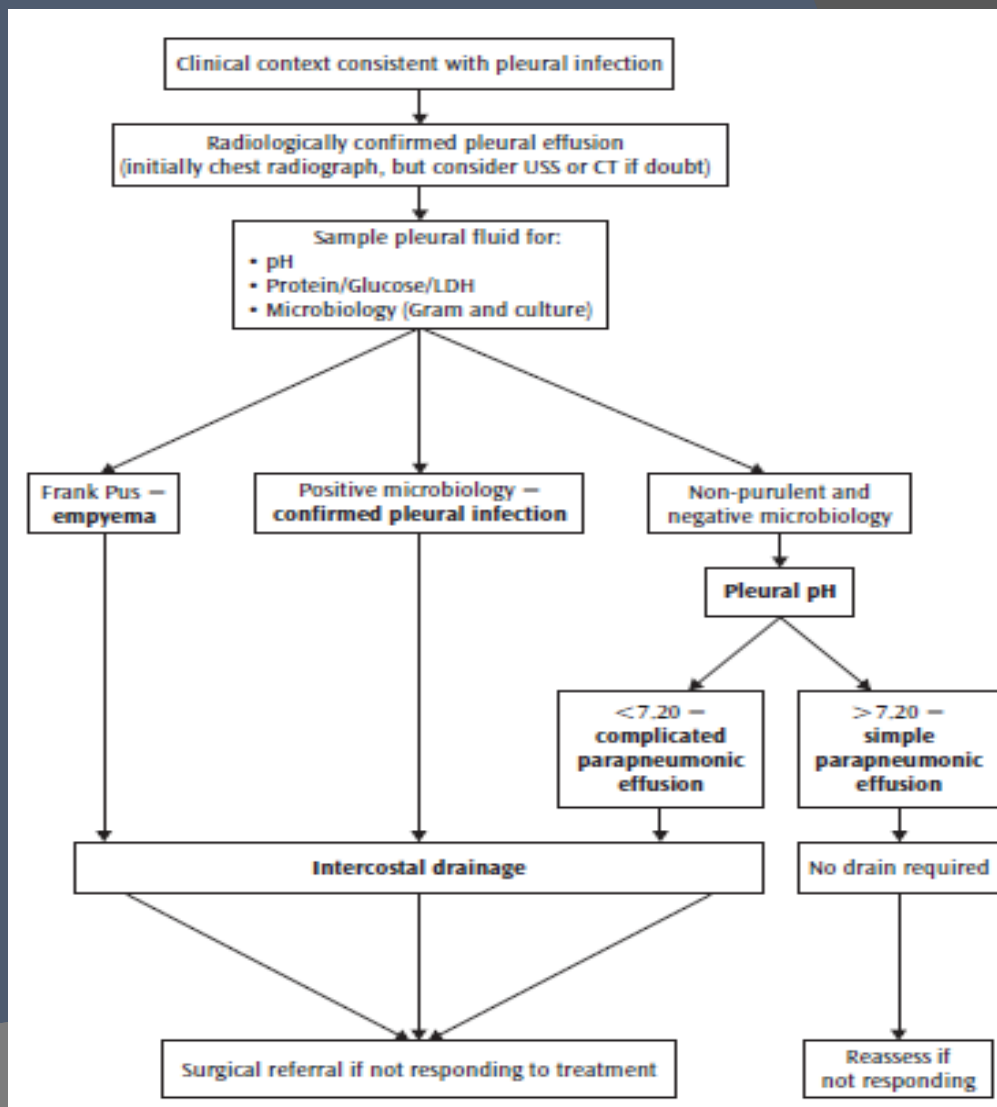 Clinical context consistent with pleural infection
Radiologically confirmed pleural effusion
(initially chest radiograph, but consider USS or CT if doubt)
Sample pleural fluid for:
• pH
• Protein/Glucose/LDH
• Microbiology (Gram and culture)
Frank Pus –
empyema
Positive microbiology –
confirmed pleural infection
Non-purulent and
negative microbiology
Pleural pH
<7.20 –
complicated
parapneumonic
effusion
>7.20 –
simple
parapneumonic
effusion
Intercostal drainage
No drain required
Surgical referral if not responding to treatment
Reassess if
not responding